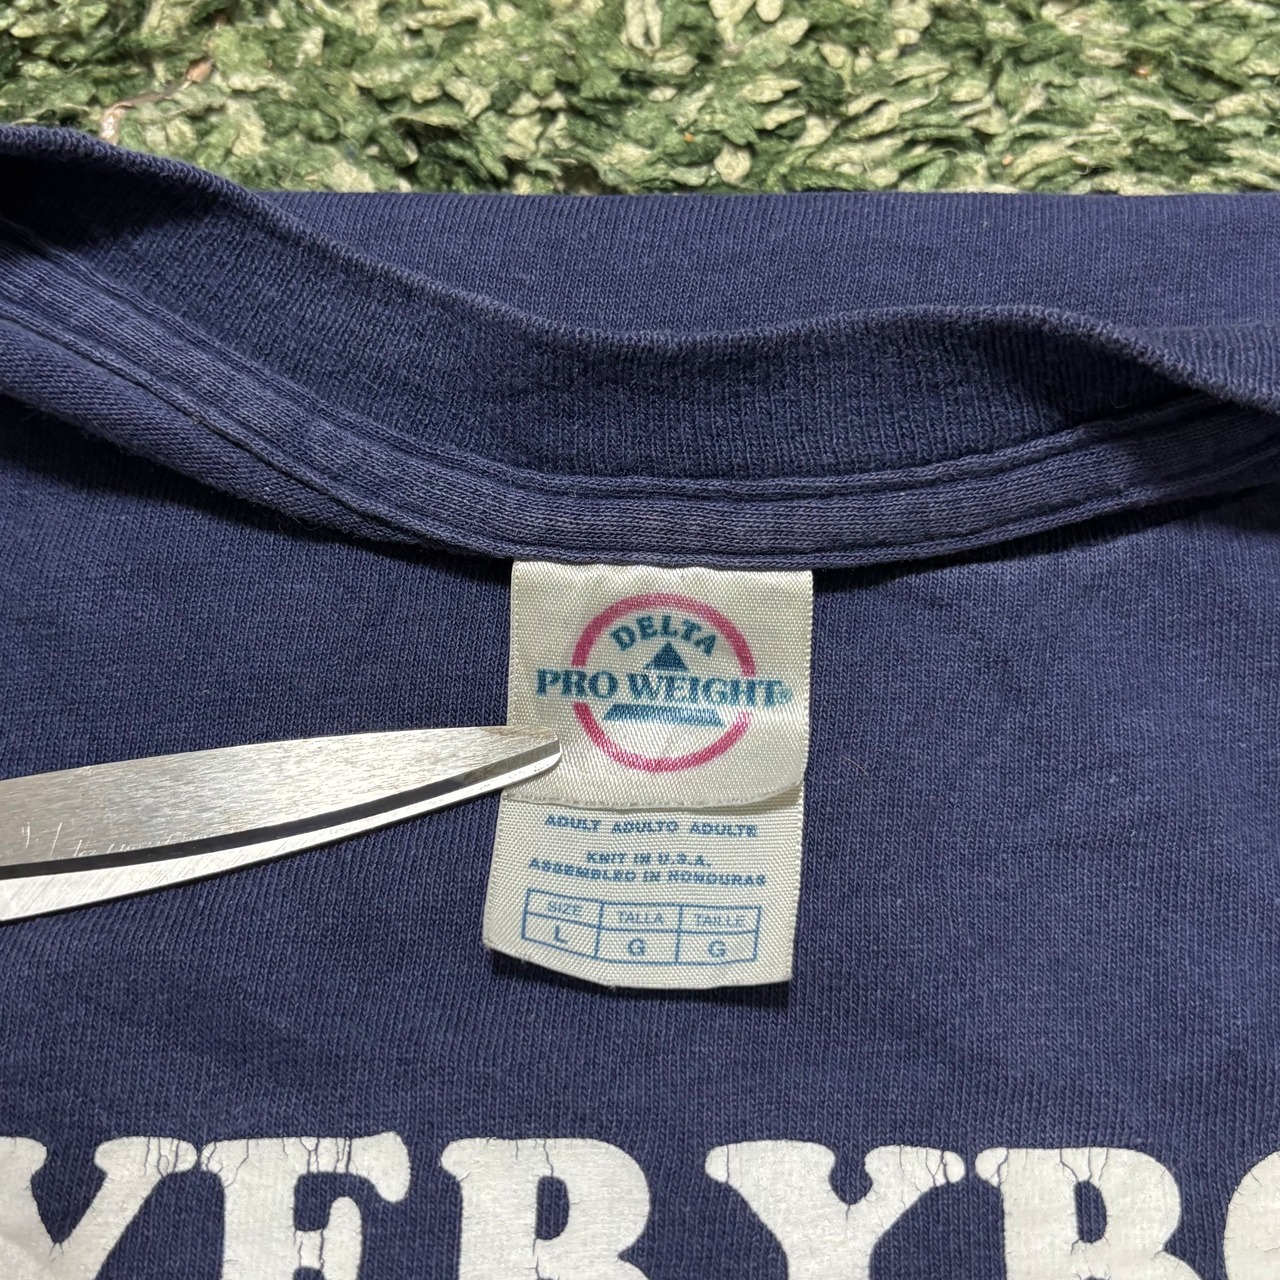 DELTA
PRO WEIGHT®
ADULT ADULTO ADULTE
KNIT IN U.S.A.
ASSEMBLED IN HONDURAS
SIZE TALLA TAILLE
L G G